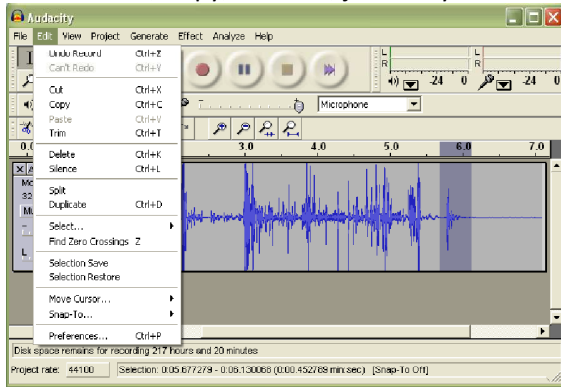 Audacity
File Edit View Project Generate Effect Analyze Help
Undo Record Ctrl+Z
Can't Redo Ctrl+Y
Cut Ctrl+X
Copy Ctrl+C
Paste Ctrl+V
Trim Ctrl+T
Delete Ctrl+K
Silence Ctrl+L
Split
Duplicate Ctrl+D
Select...
Find Zero Crossings Z
Selection Save
Selection Restore
Move Cursor...
Snap-To...
Preferences... Ctrl+P
L L
R R
-24 0 -24 0
Microphone
3.0 4.0 5.0 6.0 7.0
Disk space remains for recording 217 hours and 20 minutes
Project rate: 44100 Selection: 0:05.677279 - 0:06.130068 (0:00.452789 min:sec) [Snap-To Off]